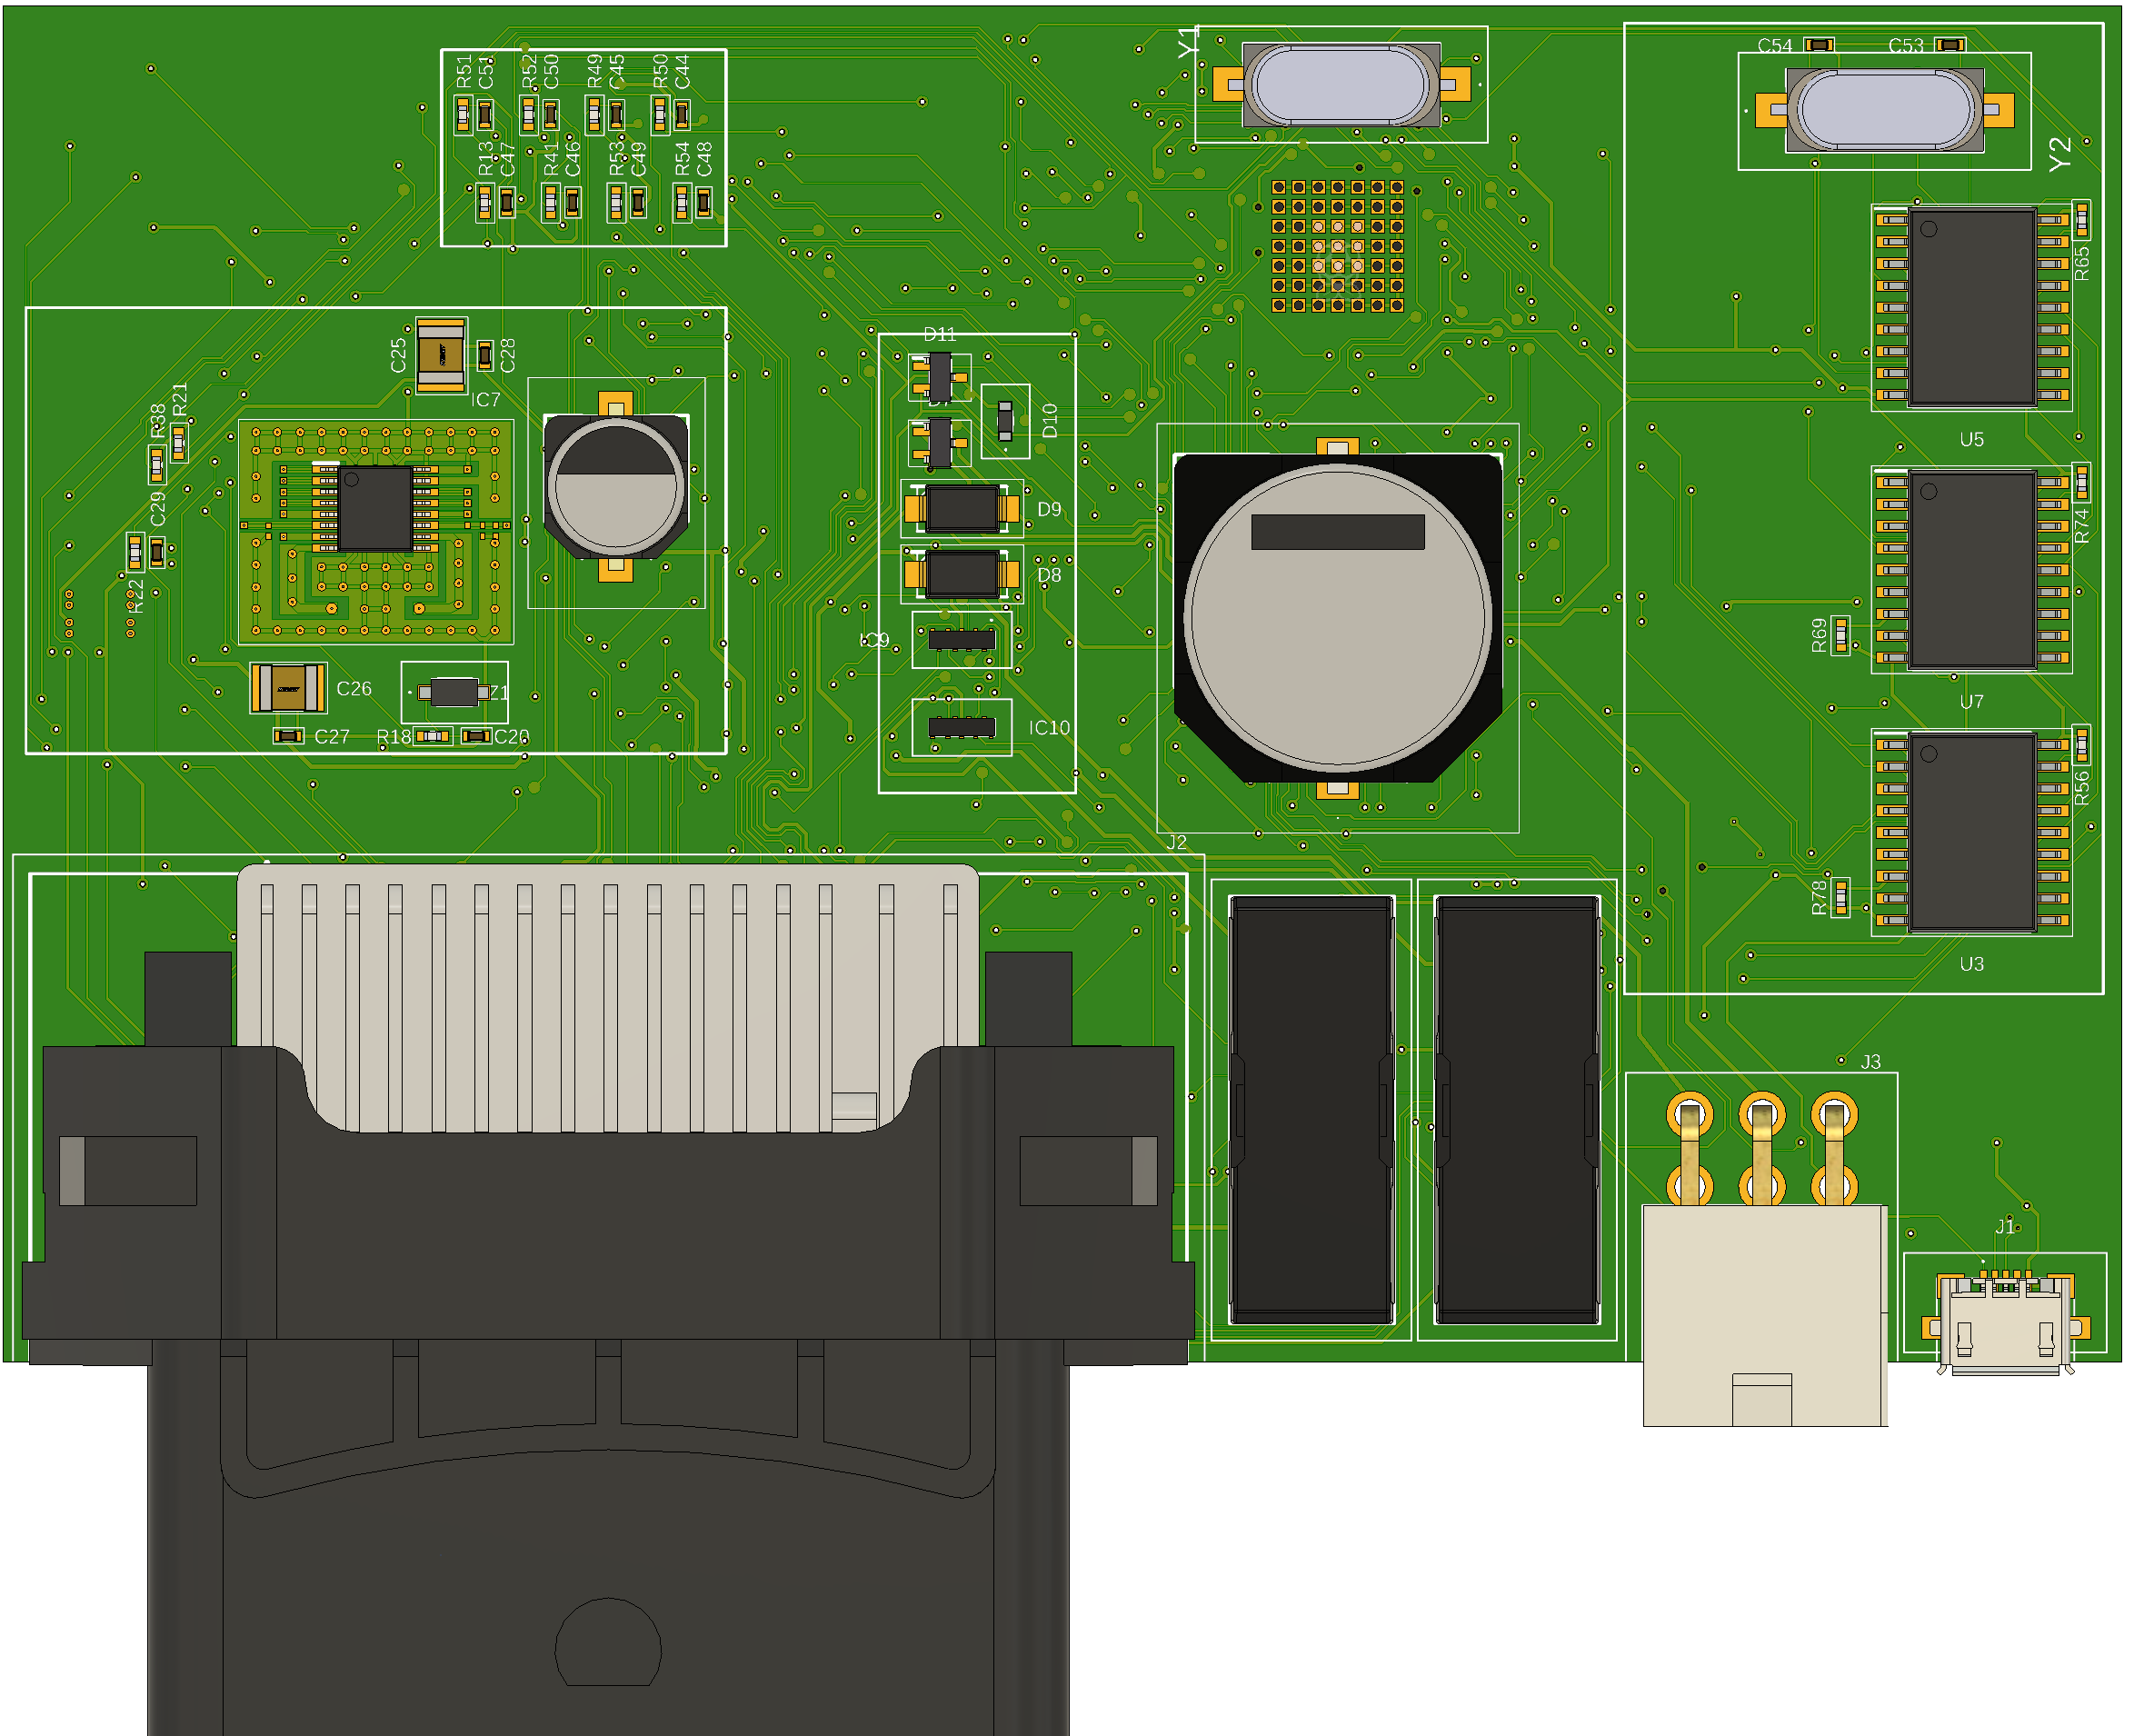 R51 C51 R52 C50 R49 C45 R50 C44
R13 C47 R41 C46 R53 C49 R54 C48
Y1
C54 C53
Y2
R65
U5
R74
R69
U7
R56
R78
U3
C25 C28
IC7
R38 R21
C29
R22
C26
Z1
C27 R18 C20
D11
D10
D9
D8
IC9
IC10
J2
J3
J1